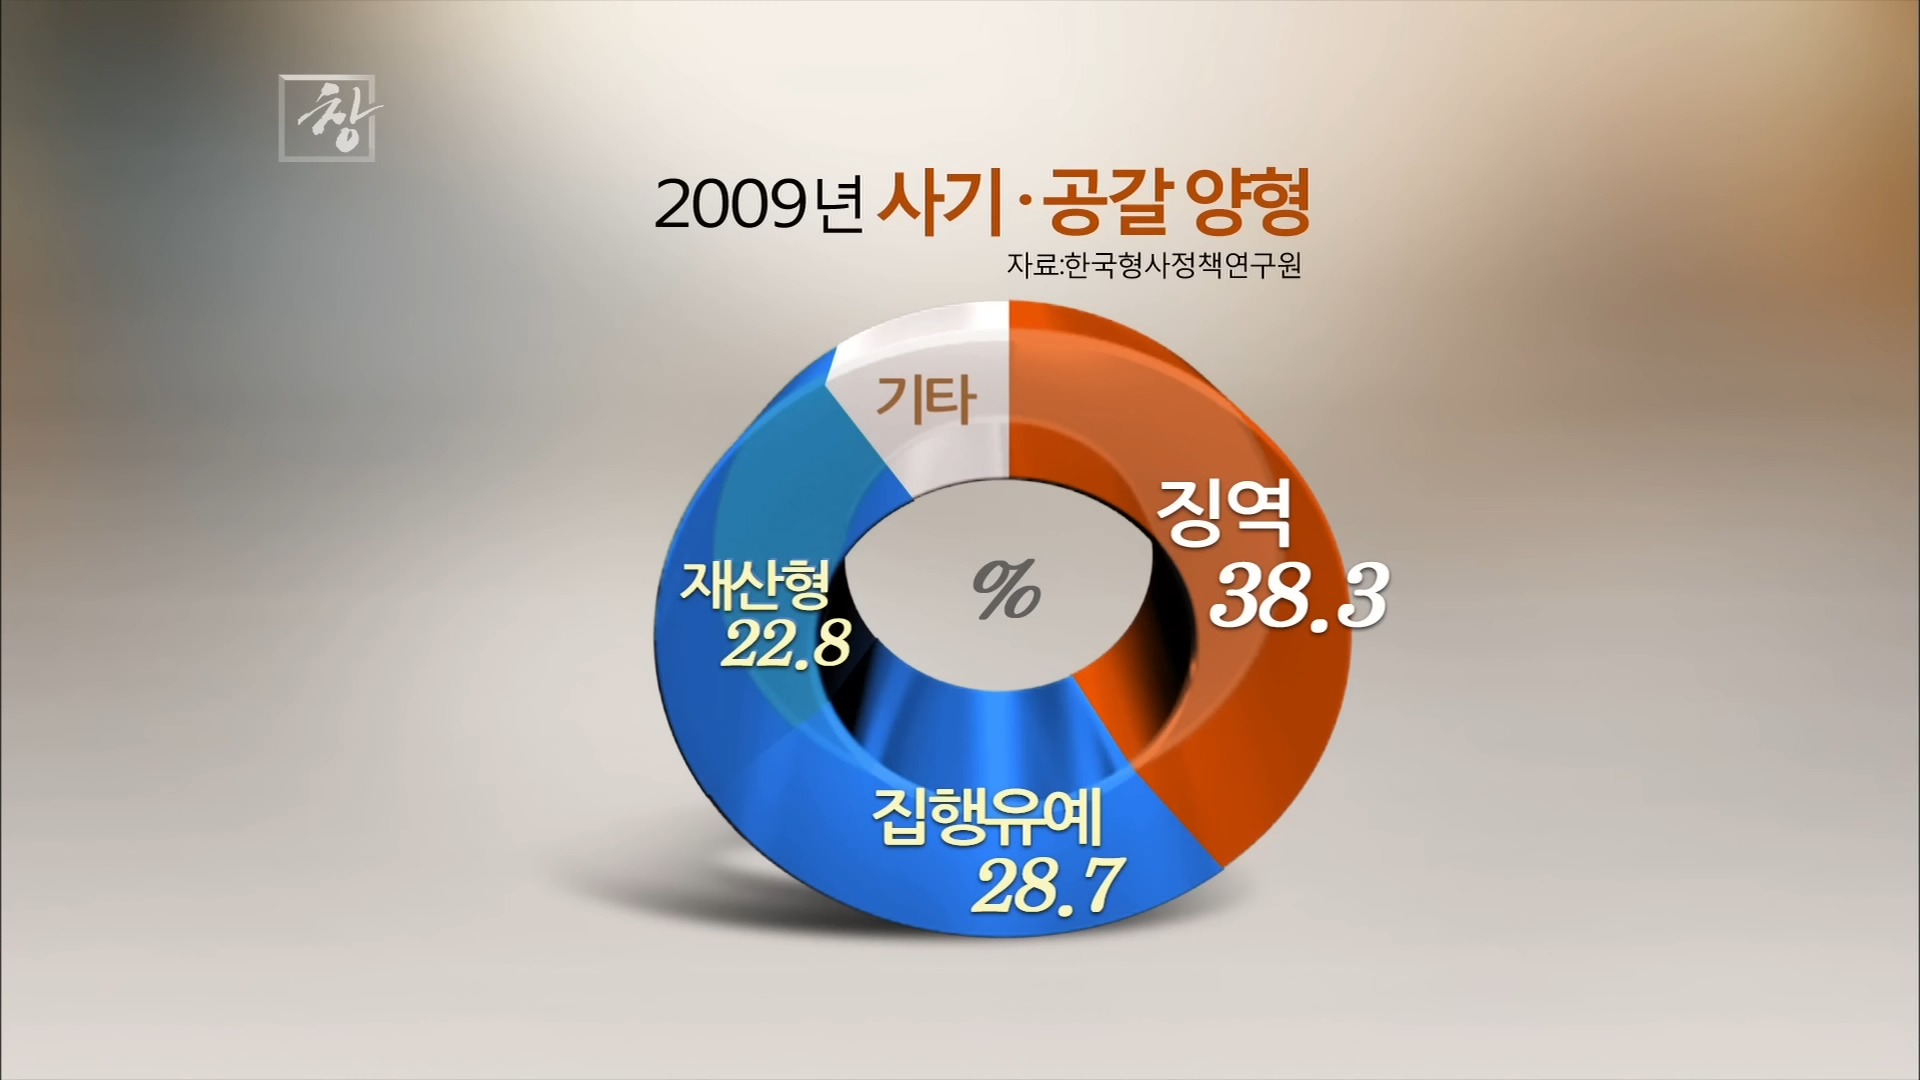 창
2009년 사기·공갈 양형
자료:한국형사정책연구원
기타
징역
38.3
%
재산형
22.8
집행유예
28.7